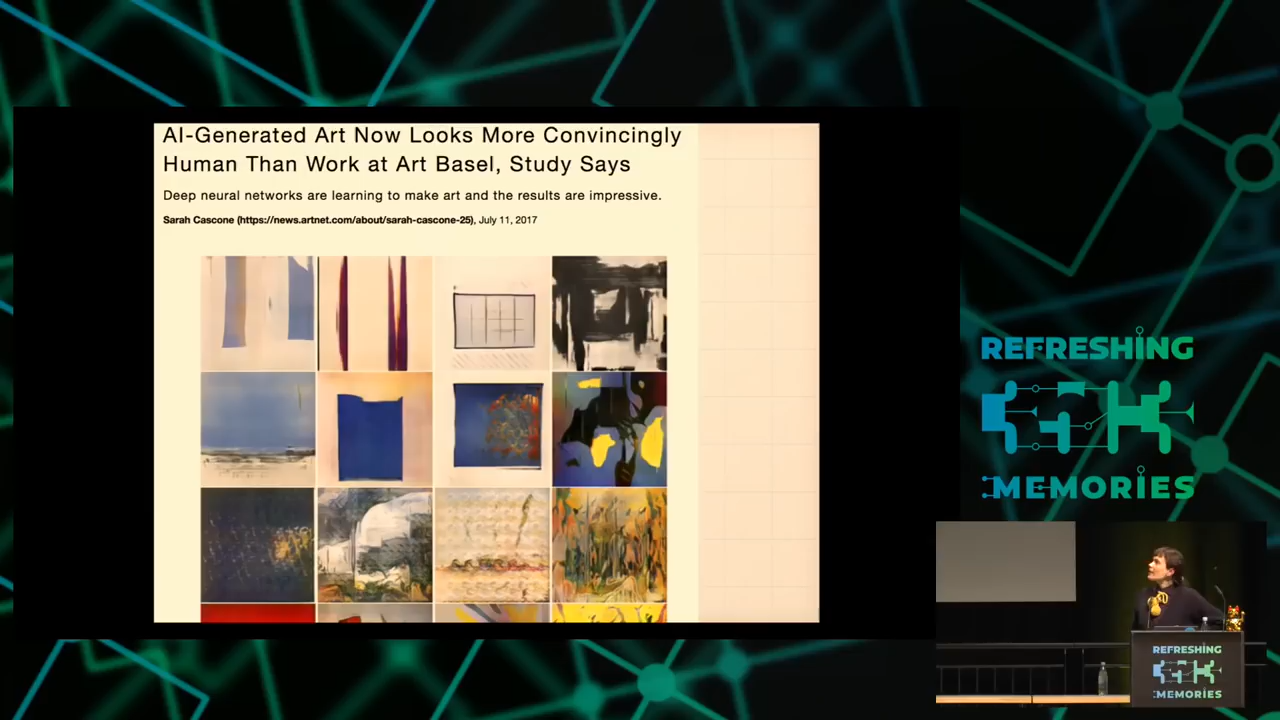 AI-Generated Art Now Looks More Convincingly
Human Than Work at Art Basel, Study Says
Deep neural networks are learning to make art and the results are impressive.
Sarah Cascone (https://news.artnet.com/about/sarah-cascone-25), July 11, 2017
REFRESHING
MEMORIES
REFRESHING
MEMORIES